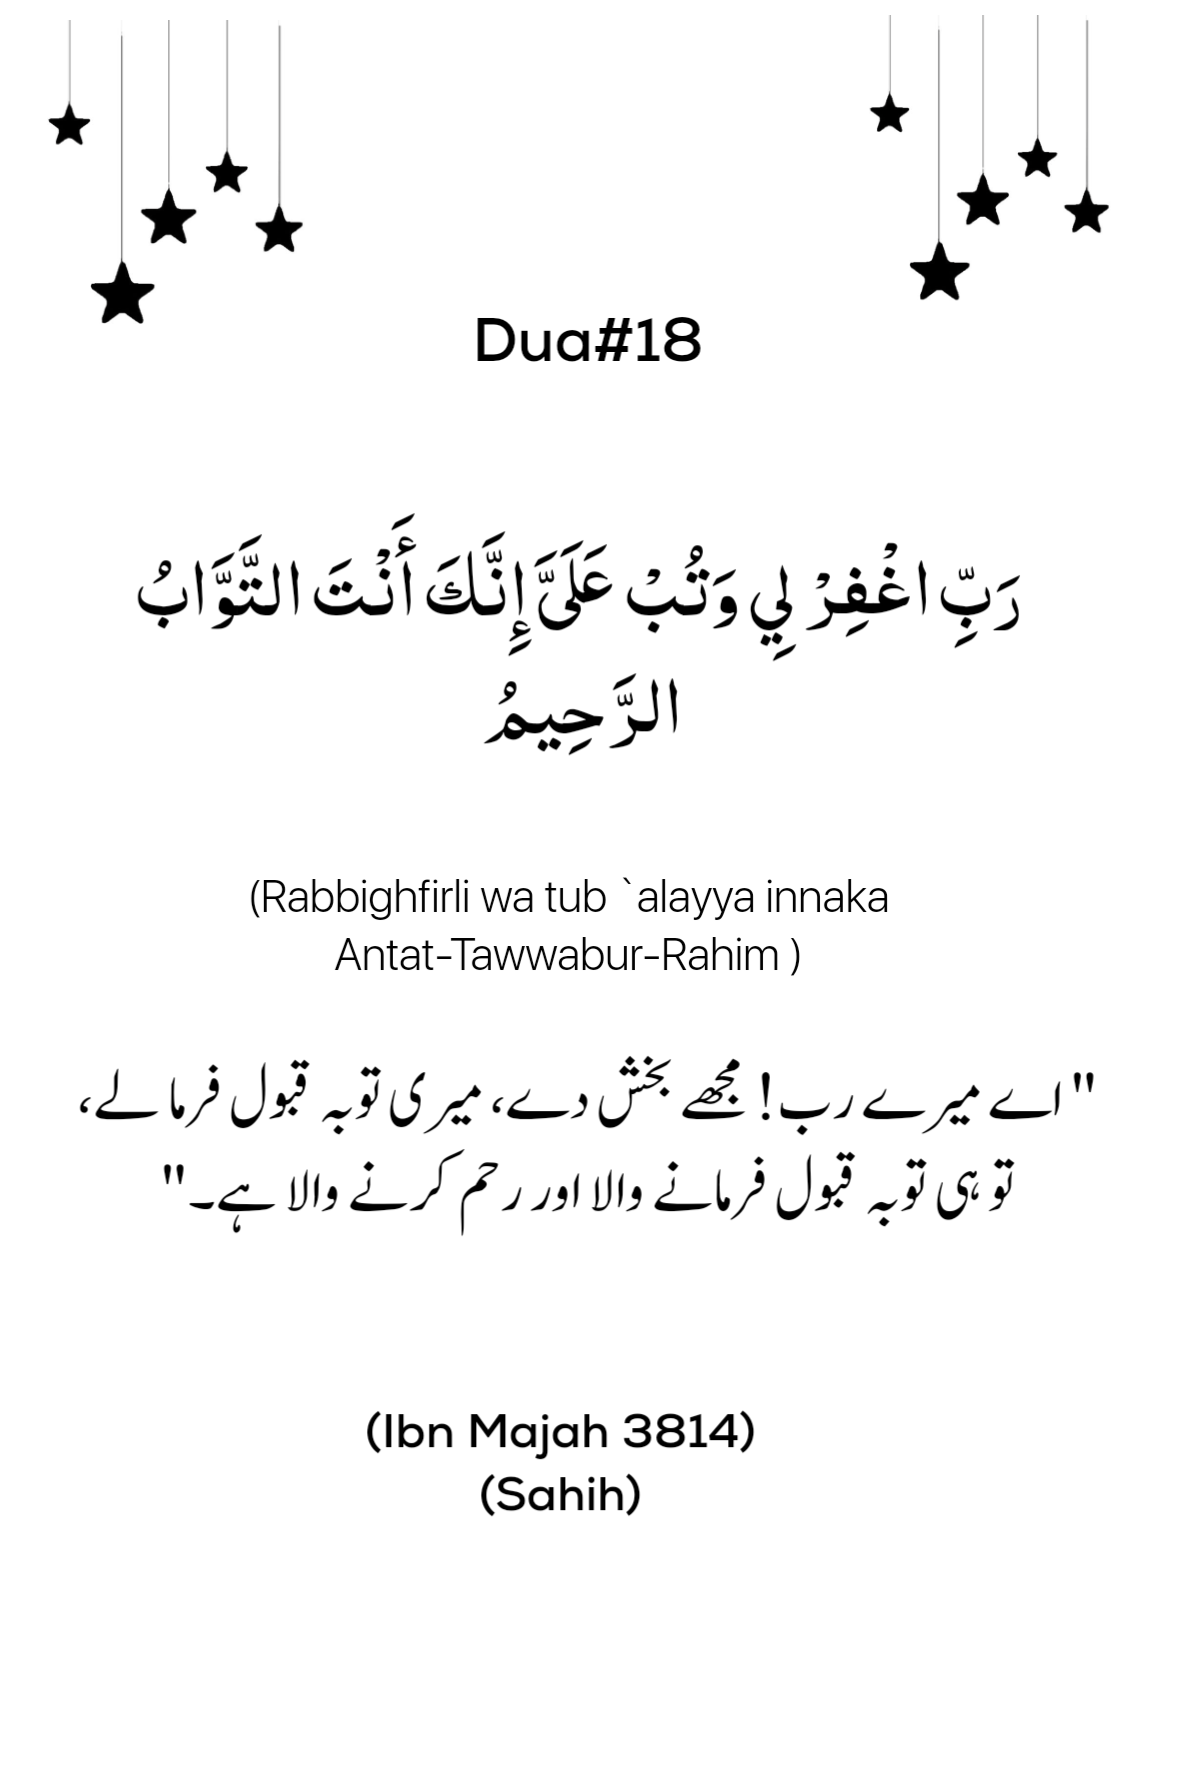 Dua#18
رَبِّ اغْفِرْ لِي وَتُبْ عَلَىَّ إِنَّكَ أَنْتَ التَّوَّابُ
الرَّحِيمُ
(Rabbighfirli wa tub `alayya innaka
Antat-Tawwabur-Rahim )
"اے میرے رب! مجھے بخش دے، میری توبہ قبول فرما لے،
تو ہی توبہ قبول فرمانے والا اور رحم کرنے والا ہے۔"
(Ibn Majah 3814)
(Sahih)